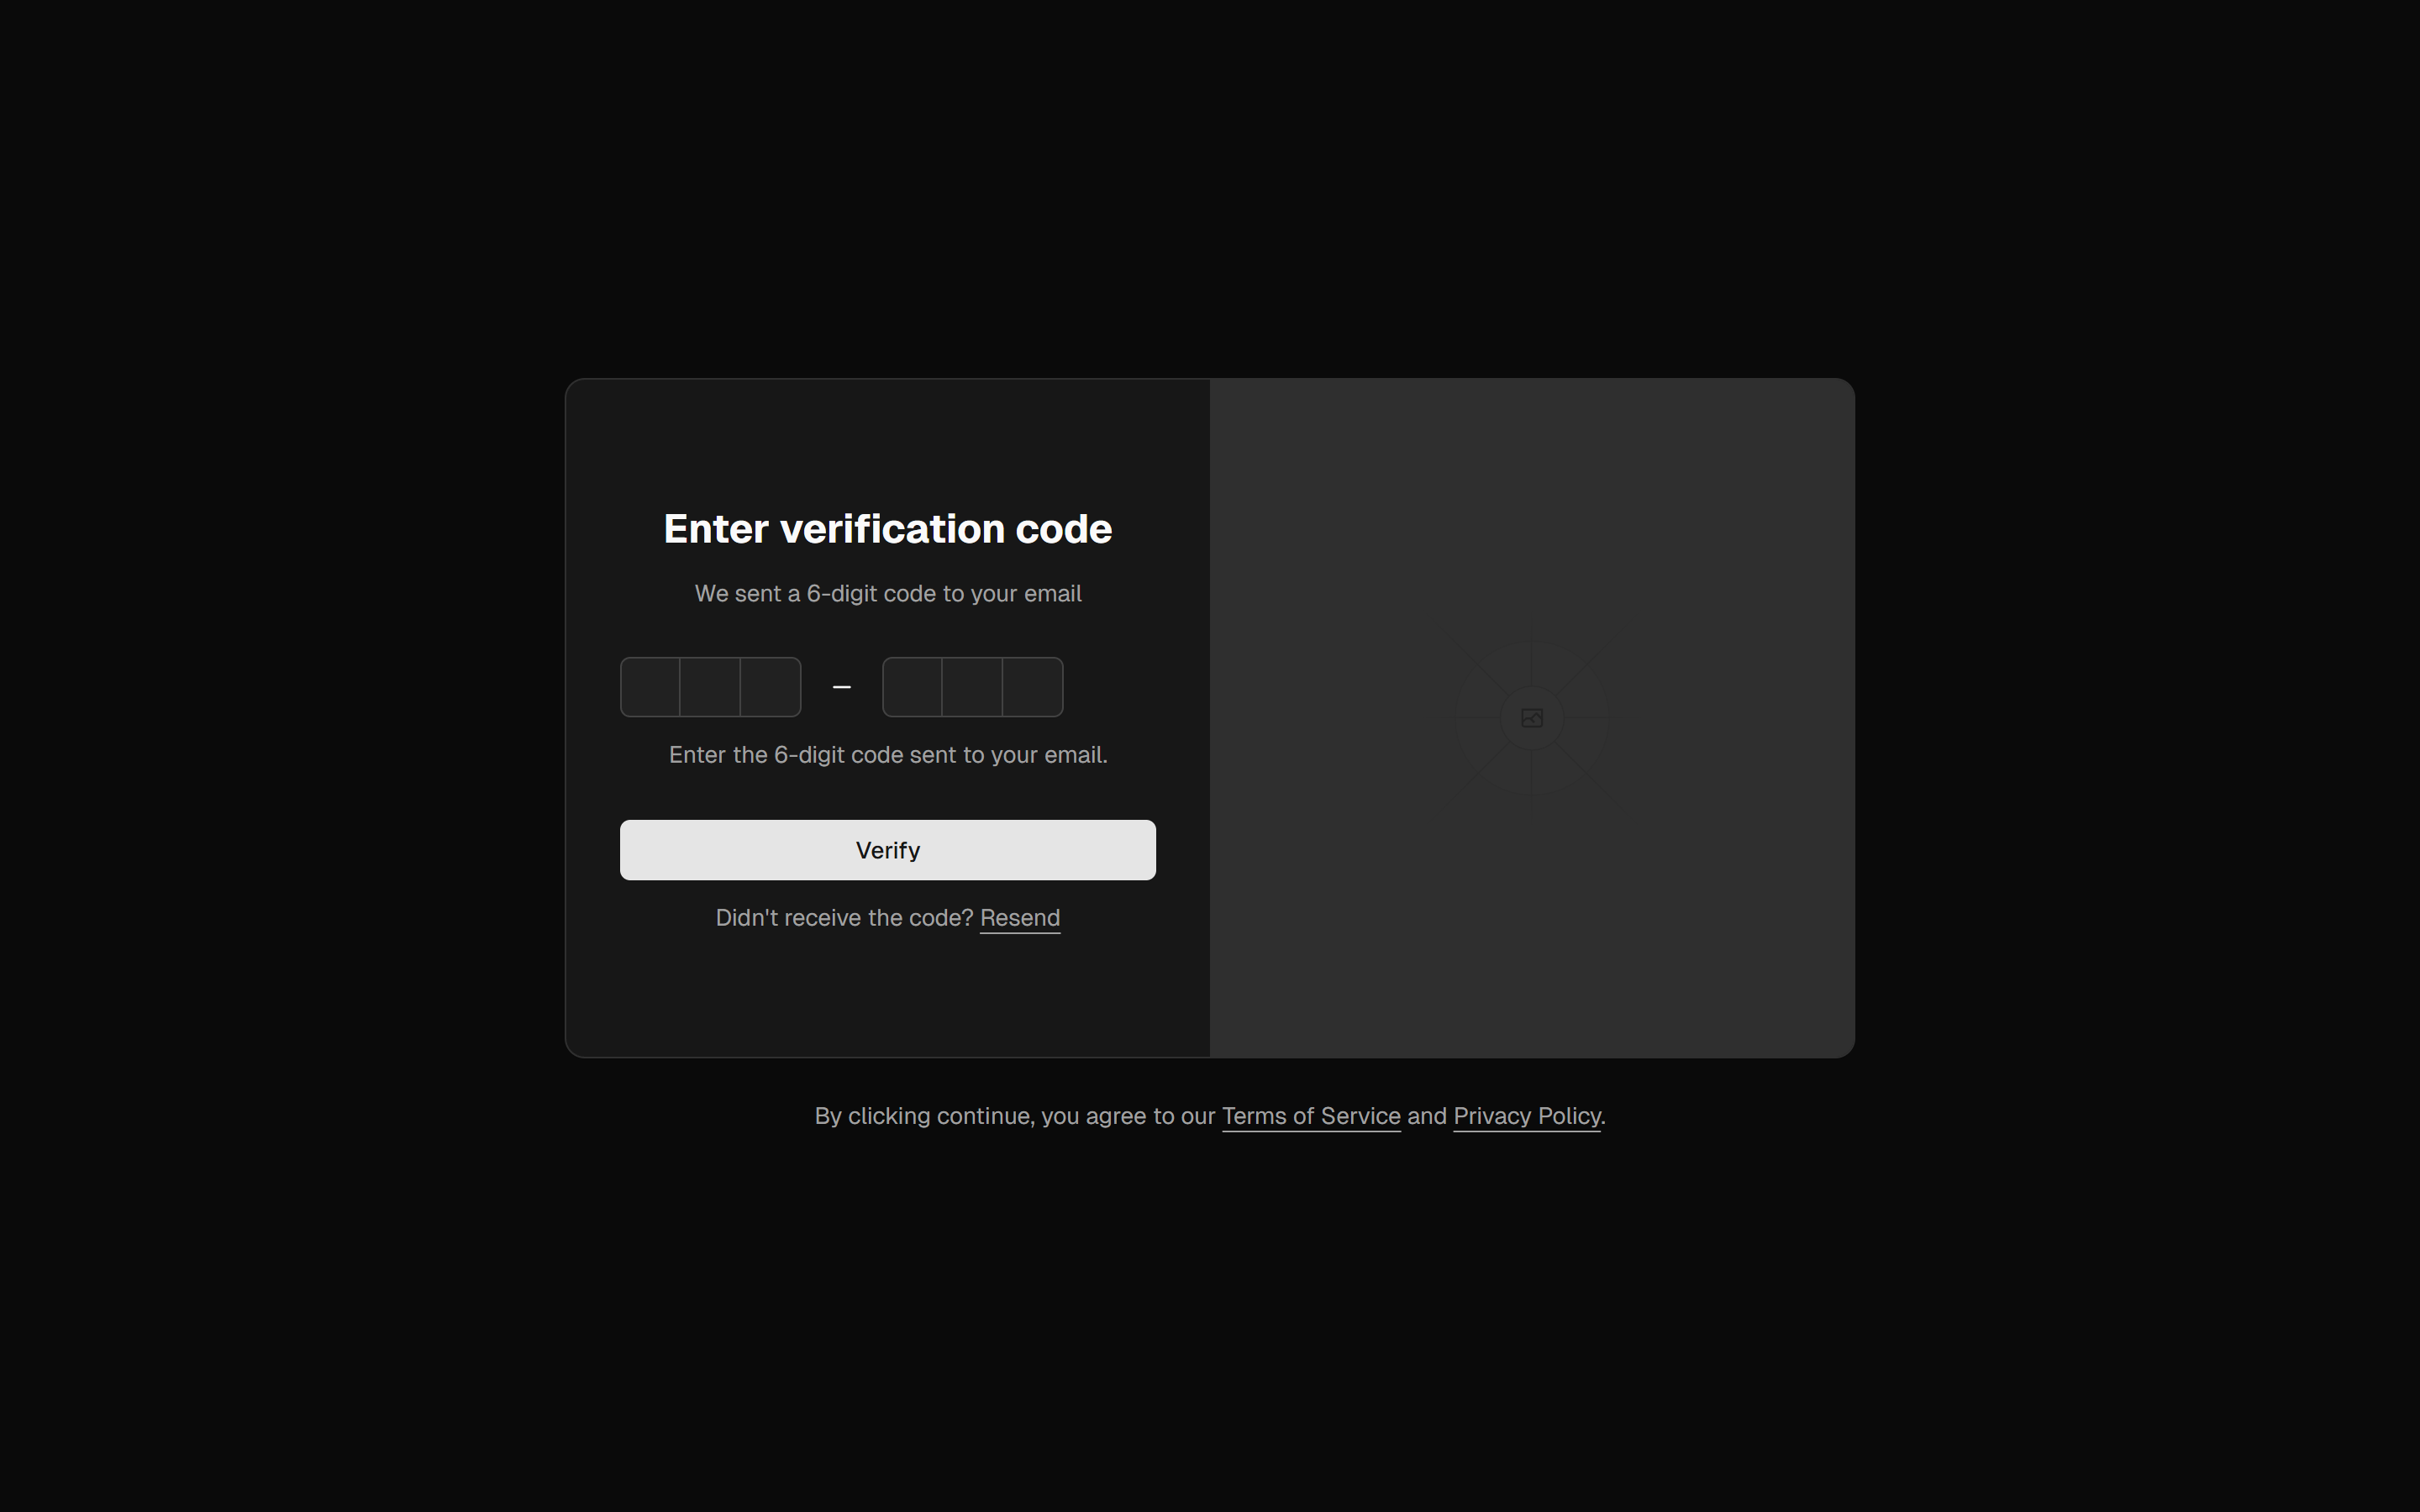 Enter verification code
We sent a 6-digit code to your email
Enter the 6-digit code sent to your email.
Verify
Didn't receive the code? Resend
By clicking continue, you agree to our Terms of Service and Privacy Policy.